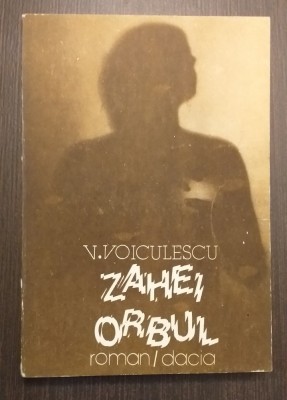 V.VOICULESCU
ZAHEI
ORBUL
roman/dacia